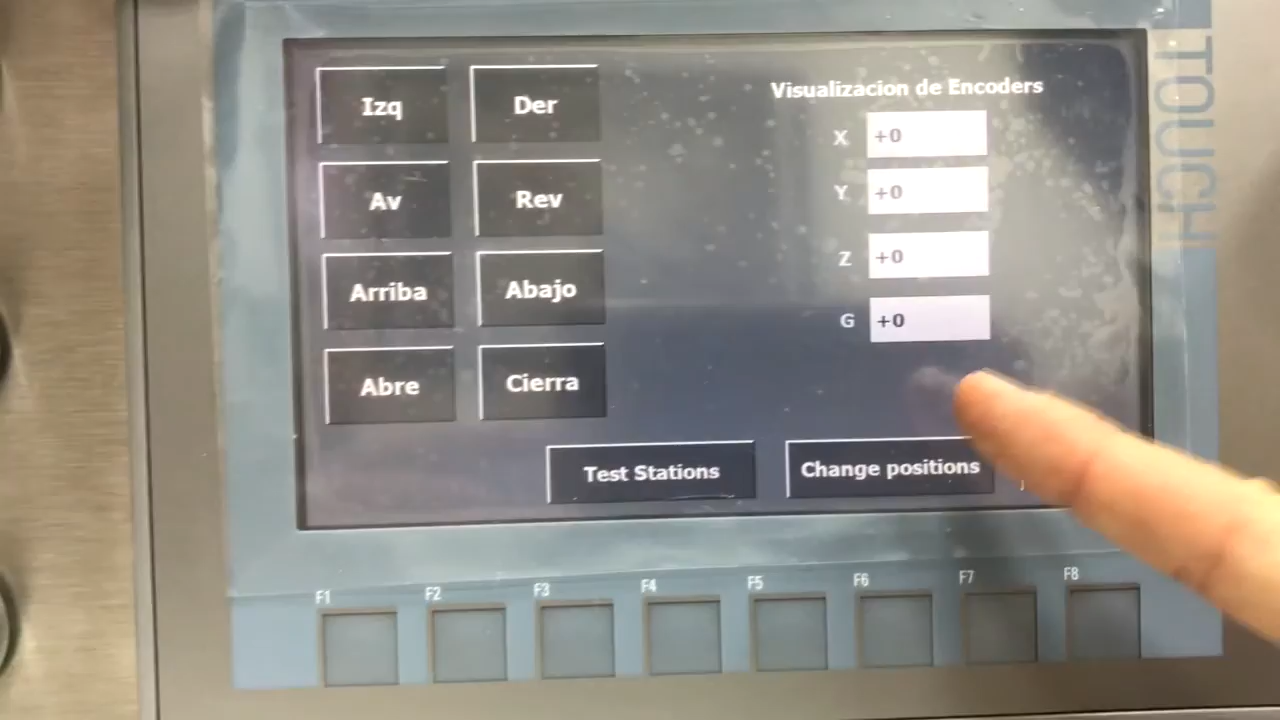 Izq
Der
Av
Rev
Arriba
Abajo
Abre
Cierra
Visualizacion de Encoders
X +0
Y +0
Z +0
G +0
Test Stations
Change positions
TOUCH
F1 F2 F3 F4 F5 F6 F7 F8